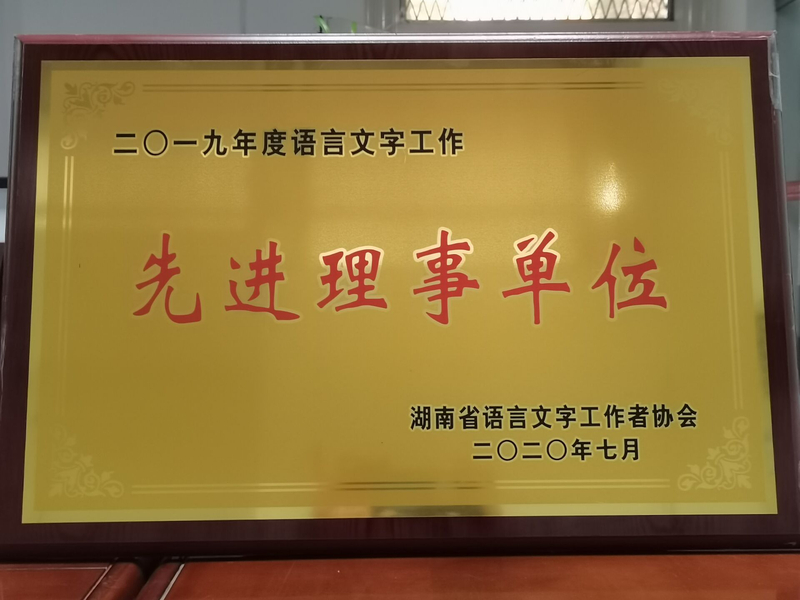 二〇一九年度语言文字工作
先进理事单位
湖南省语言文字工作者协会
二〇二〇年七月